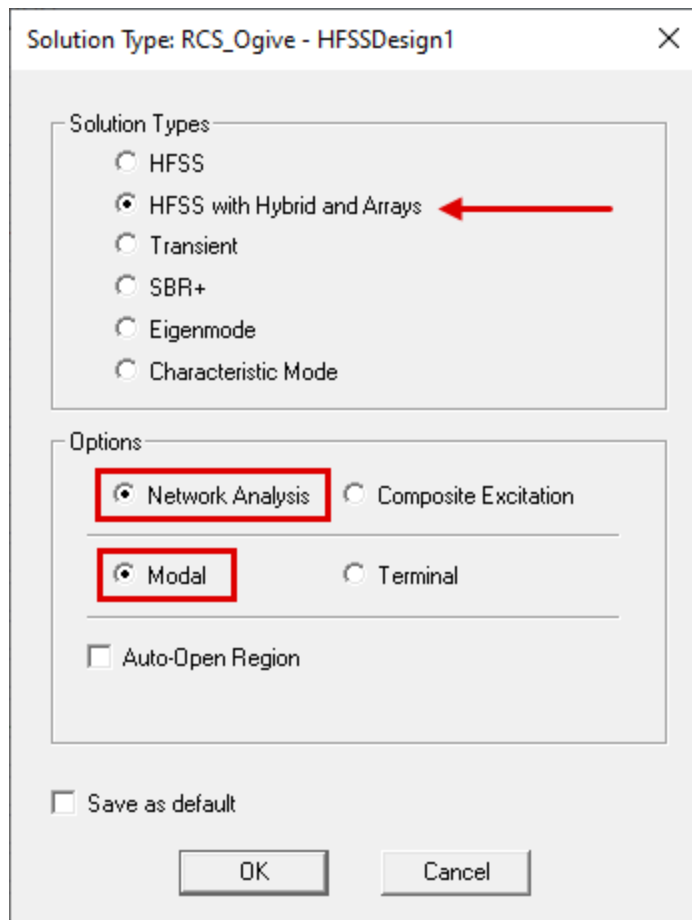 Solution Type: RCS_Ogive - HFSSDesign1
Solution Types
HFSS
HFSS with Hybrid and Arrays
Transient
SBR+
Eigenmode
Characteristic Mode
Options
Network Analysis Composite Excitation
Modal Terminal
Auto-Open Region
Save as default
OK Cancel